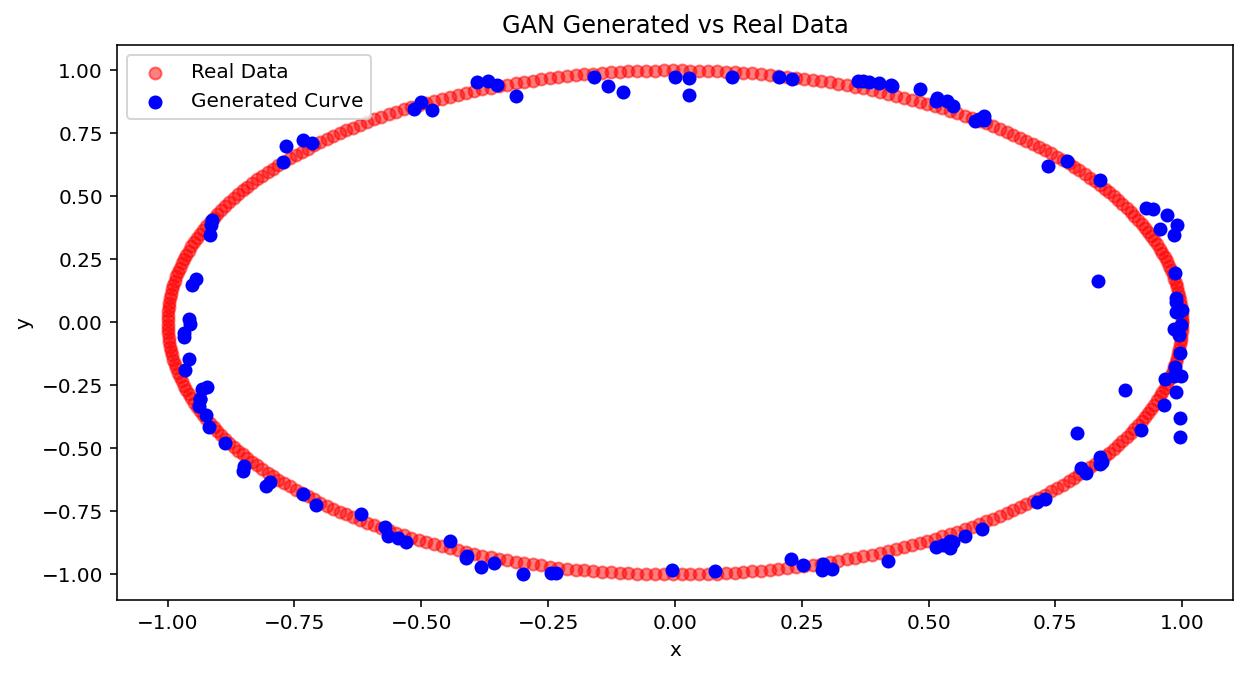 GAN Generated vs Real Data
Real Data
Generated Curve
1.00
0.75
0.50
0.25
0.00
−0.25
−0.50
−0.75
−1.00
y
−1.00 −0.75 −0.50 −0.25 0.00 0.25 0.50 0.75 1.00
x